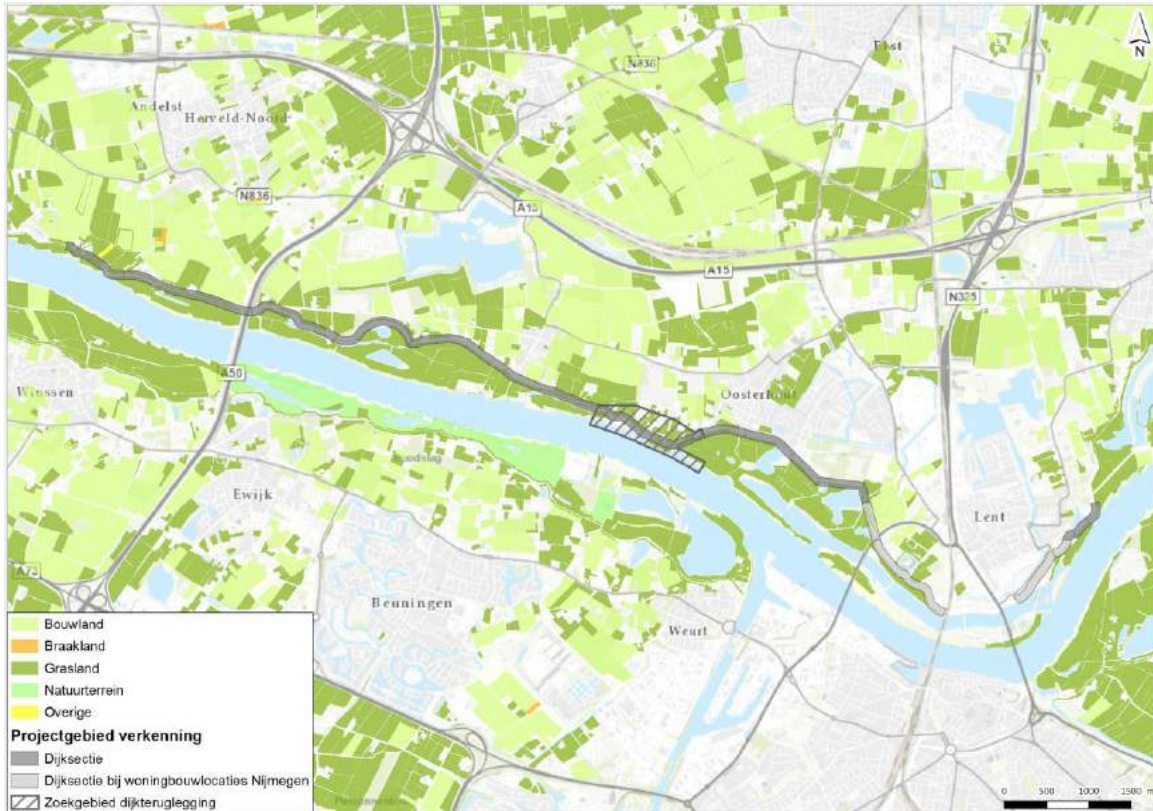 N
Elst
N836
Andelst
Herveld-Noord
N836
A15
A15
N325
A50
Winssen
Oosterhout
Ewijk
Lent
A73
Beuningen
Weurt
Bouwland
Braakland
Grasland
Natuurterrein
Overige
Projectgebied verkenning
Dijksectie
Dijksectie bij woningbouwlocaties Nijmegen
Zoekgebied dijkteruglegging
0 500 1000 1500 m